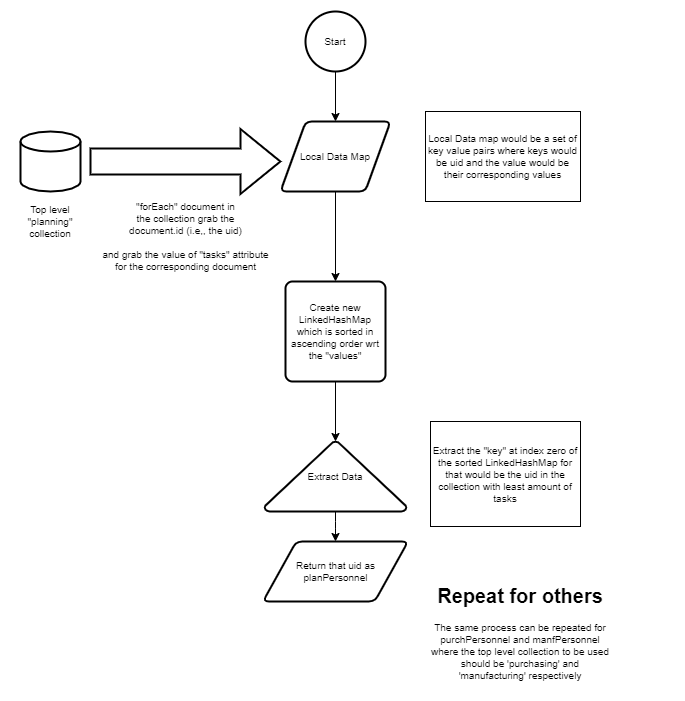 Start
Local Data Map
Local Data map would be a set of
key value pairs where keys would
be uid and the value would be
their corresponding values
Top level
"planning"
collection
"forEach" document in
the collection grab the
document.id (i.e., the uid)
and grab the value of "tasks" attribute
for the corresponding document
Create new
LinkedHashMap
which is sorted in
ascending order wrt
the "values"
Extract Data
Extract the "key" at index zero of
the sorted LinkedHashMap for
that would be the uid in the
collection with least amount of
tasks
Return that uid as
planPersonnel
Repeat for others
The same process can be repeated for
purchPersonnel and manfPersonnel
where the top level collection to be used
should be 'purchasing' and
'manufacturing' respectively